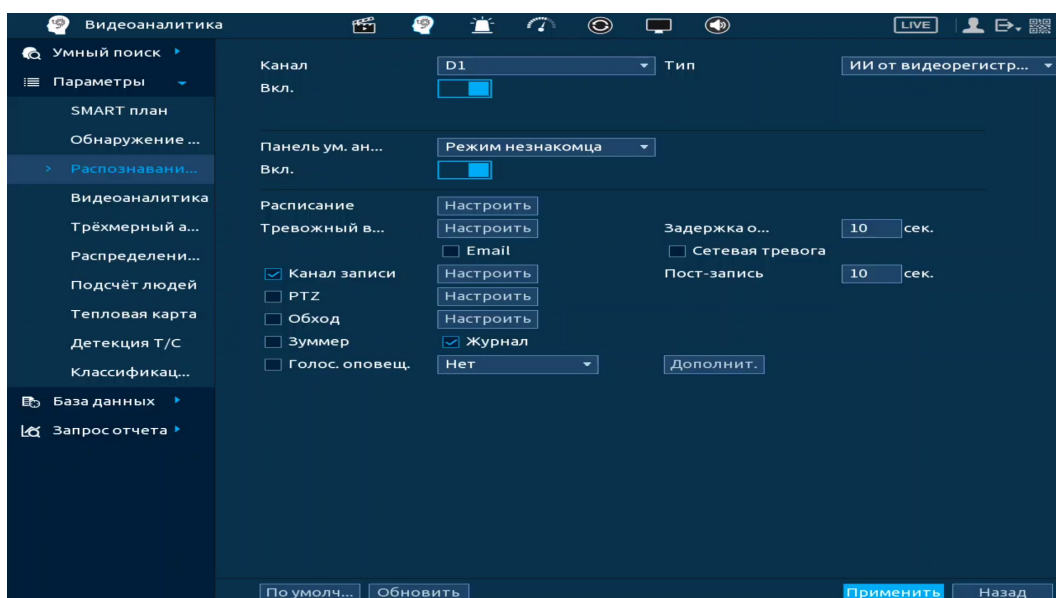 Видеоаналитика LIVE
Умный поиск
Параметры
SMART план
Обнаружение ...
Распознавани...
Видеоаналитика
Трёхмерный а...
Распределени...
Подсчёт людей
Тепловая карта
Детекция Т/С
Классификац...
База данных
Запрос отчета
Канал D1 Тип ИИ от видеорегистр...
Вкл.
Панель ум. ан... Режим незнакомца
Вкл.
Расписание Настроить
Тревожный в... Настроить Задержка о... 10 сек.
Email Сетевая тревога
Канал записи Настроить Пост-запись 10 сек.
PTZ Настроить
Обход Настроить
Зуммер Журнал
Голос. оповещ. Нет Дополнит.
По умолч... Обновить Применить Назад